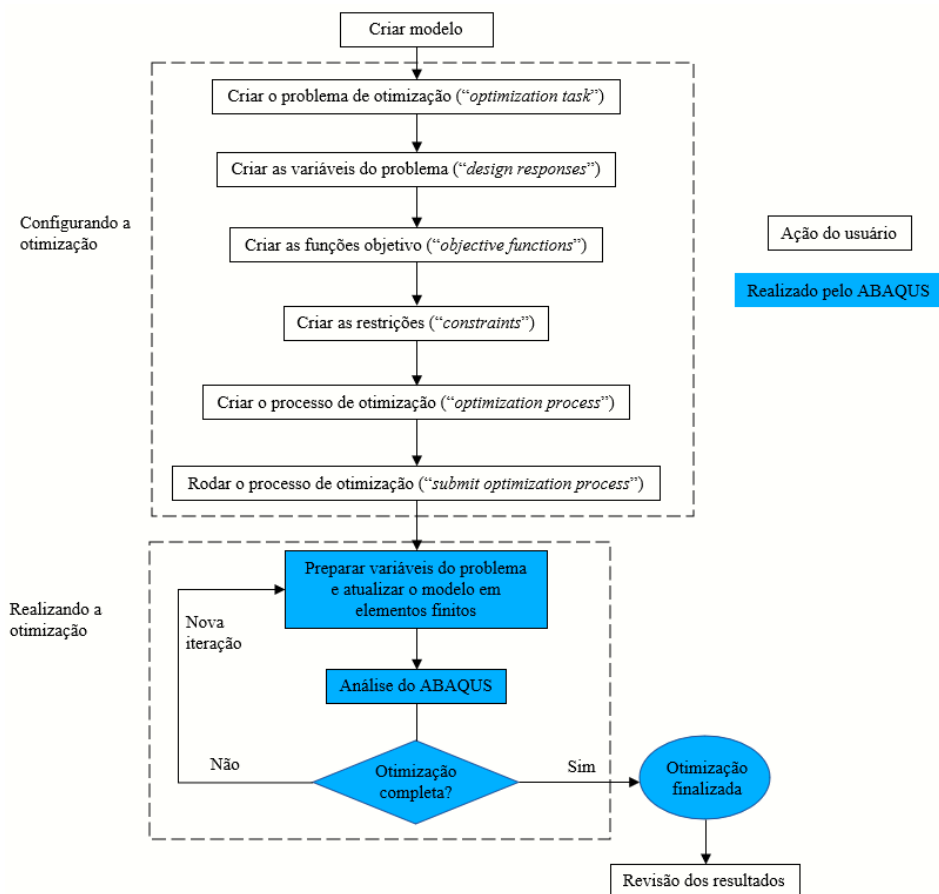 Criar modelo
Criar o problema de otimização (“optimization task”)
Criar as variáveis do problema (“design responses”)
Configurando a
otimização
Criar as funções objetivo (“objective functions”)
Ação do usuário
Realizado pelo ABAQUS
Criar as restrições (“constraints”)
Criar o processo de otimização (“optimization process”)
Rodar o processo de otimização (“submit optimization process”)
Preparar variáveis do problema
e atualizar o modelo em
elementos finitos
Realizando a
otimização
Nova
iteração
Análise do ABAQUS
Não
Otimização
completa?
Sim
Otimização
finalizada
Revisão dos resultados